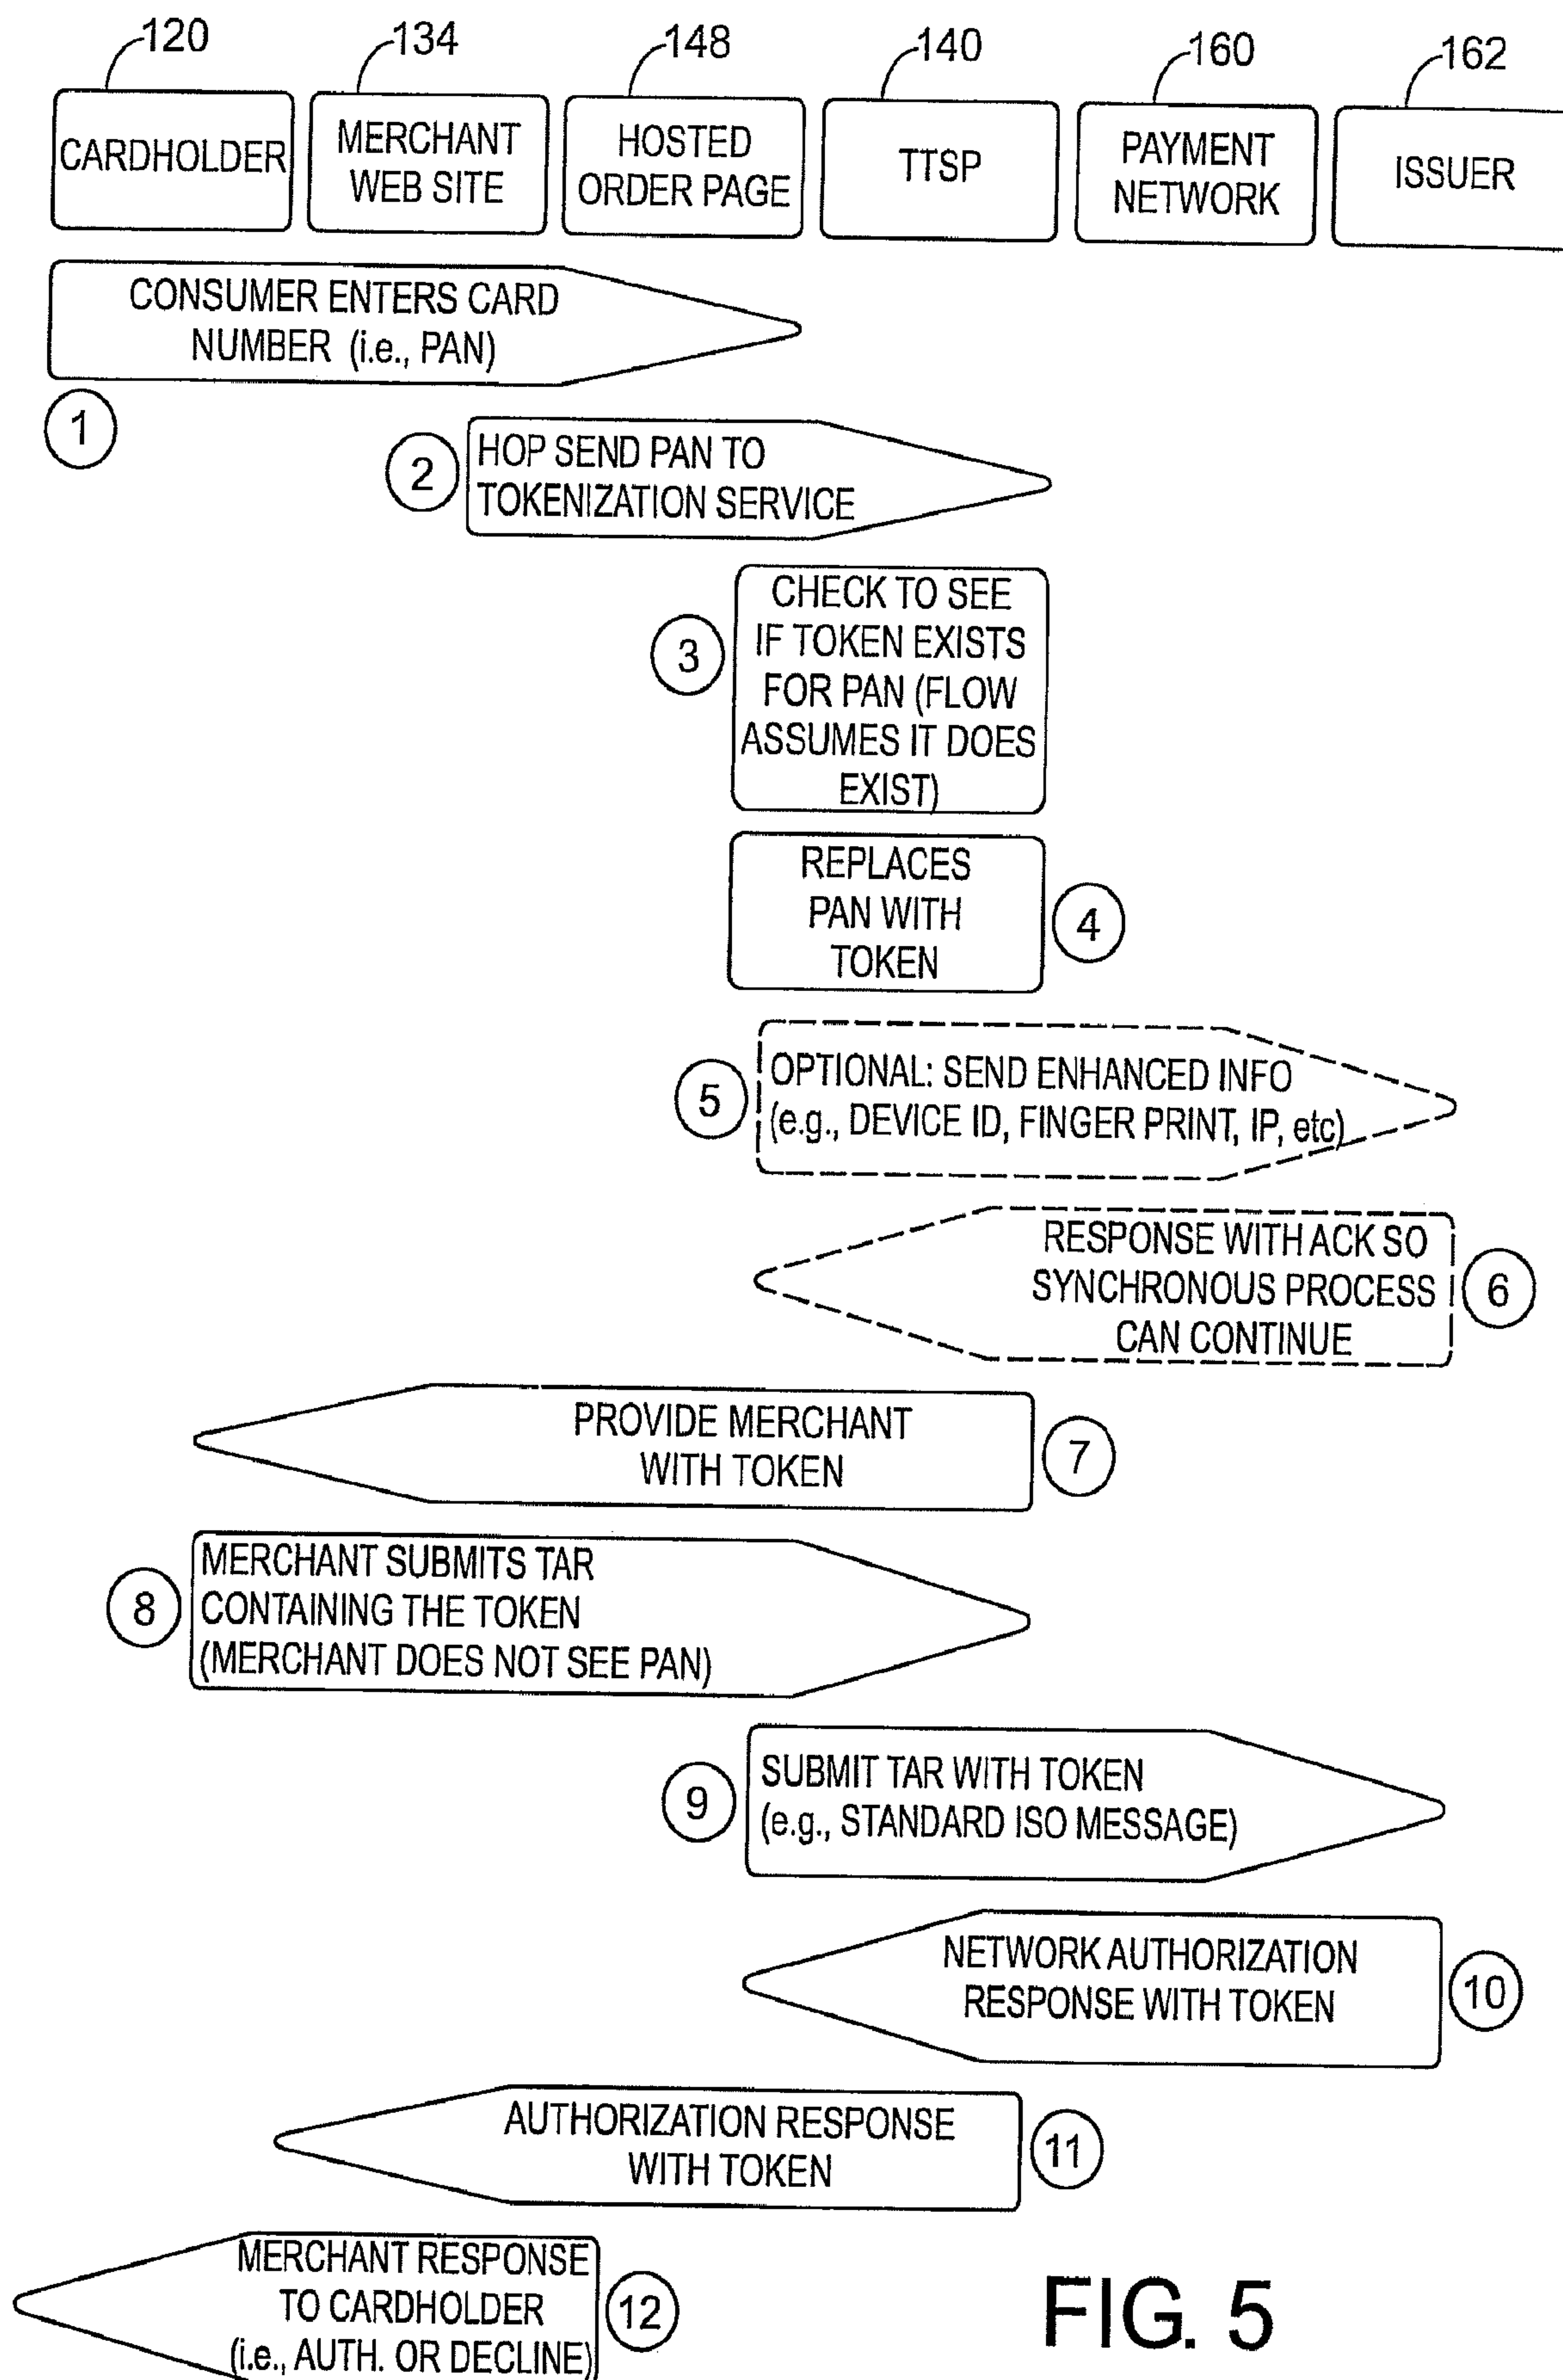 120
134
148
140
160
162
CARDHOLDER
MERCHANT
WEB SITE
HOSTED
ORDER PAGE
TTSP
PAYMENT
NETWORK
ISSUER
CONSUMER ENTERS CARD
NUMBER (i.e., PAN)
1
2
HOP SEND PAN TO
TOKENIZATION SERVICE
3
CHECK TO SEE
IF TOKEN EXISTS
FOR PAN (FLOW
ASSUMES IT DOES
EXIST)
REPLACES
PAN WITH
TOKEN
4
5
OPTIONAL: SEND ENHANCED INFO
(e.g., DEVICE ID, FINGER PRINT, IP, etc)
RESPONSE WITH ACK SO
SYNCHRONOUS PROCESS
CAN CONTINUE
6
PROVIDE MERCHANT
WITH TOKEN
7
8
MERCHANT SUBMITS TAR
CONTAINING THE TOKEN
(MERCHANT DOES NOT SEE PAN)
9
SUBMIT TAR WITH TOKEN
(e.g., STANDARD ISO MESSAGE)
NETWORK AUTHORIZATION
RESPONSE WITH TOKEN
10
AUTHORIZATION RESPONSE
WITH TOKEN
11
MERCHANT RESPONSE
TO CARDHOLDER
(i.e., AUTH. OR DECLINE)
12
FIG. 5